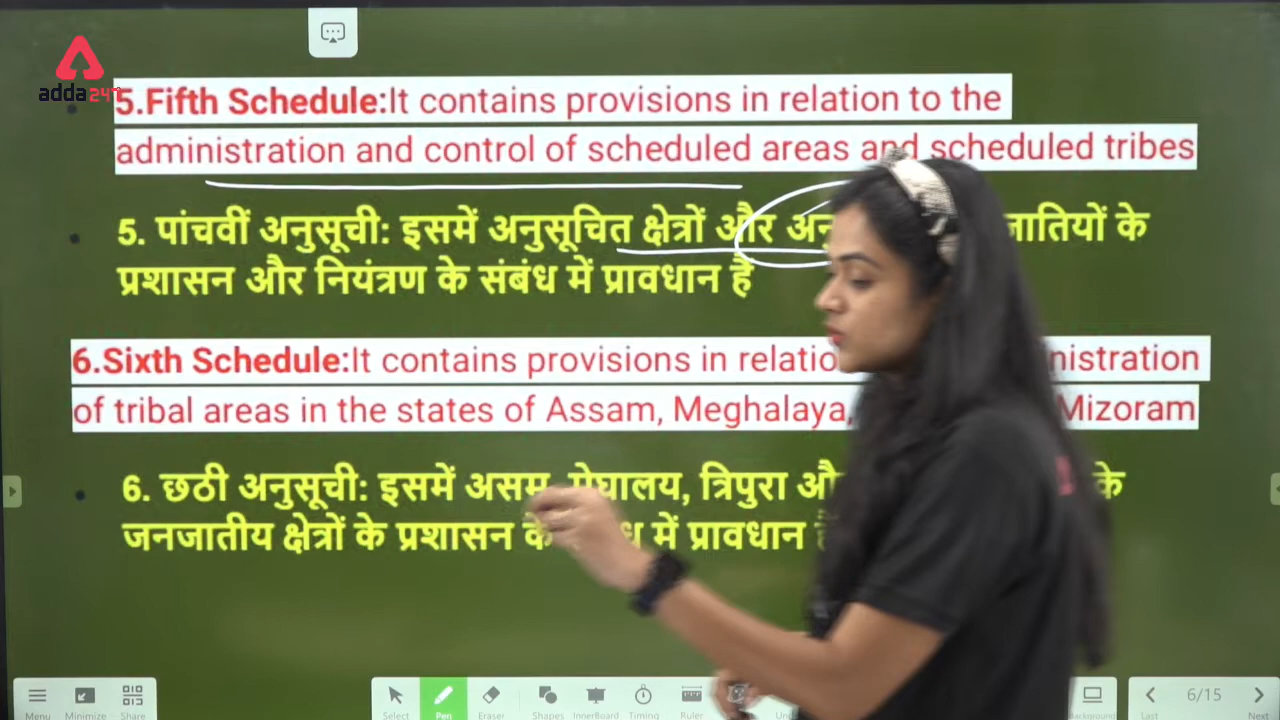 adda247
5.Fifth Schedule:It contains provisions in relation to the
administration and control of scheduled areas and scheduled tribes
5. पांचवीं अनुसूची: इसमें अनुसूचित क्षेत्रों और जातियों के
प्रशासन और नियंत्रण के संबंध में प्रावधान है
6.Sixth Schedule:It contains provisions in
of tribal areas in the states of Assam, Meghalaya, Mizoram
6. छठी अनुसूची: इसमें असम मेघालय, त्रिपुरा के
जनजातीय क्षेत्रों के प्रशासन के में प्रावधान
Menu Minimize Share Select Pen Eraser Shapes InnerBoard Timing Ruler Background Last 6/15 Next